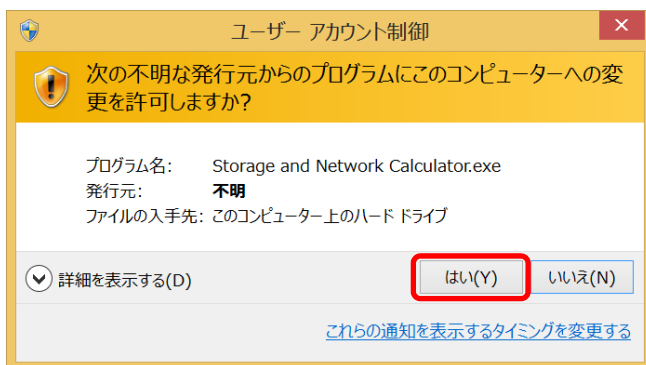 ユーザー アカウント制御
次の不明な発行元からのプログラムにこのコンピューターへの変
更を許可しますか?
プログラム名: Storage and Network Calculator.exe
発行元: 不明
ファイルの入手先: このコンピューター上のハード ドライブ
詳細を表示する(D)
はい(Y)
いいえ(N)
これらの通知を表示するタイミングを変更する